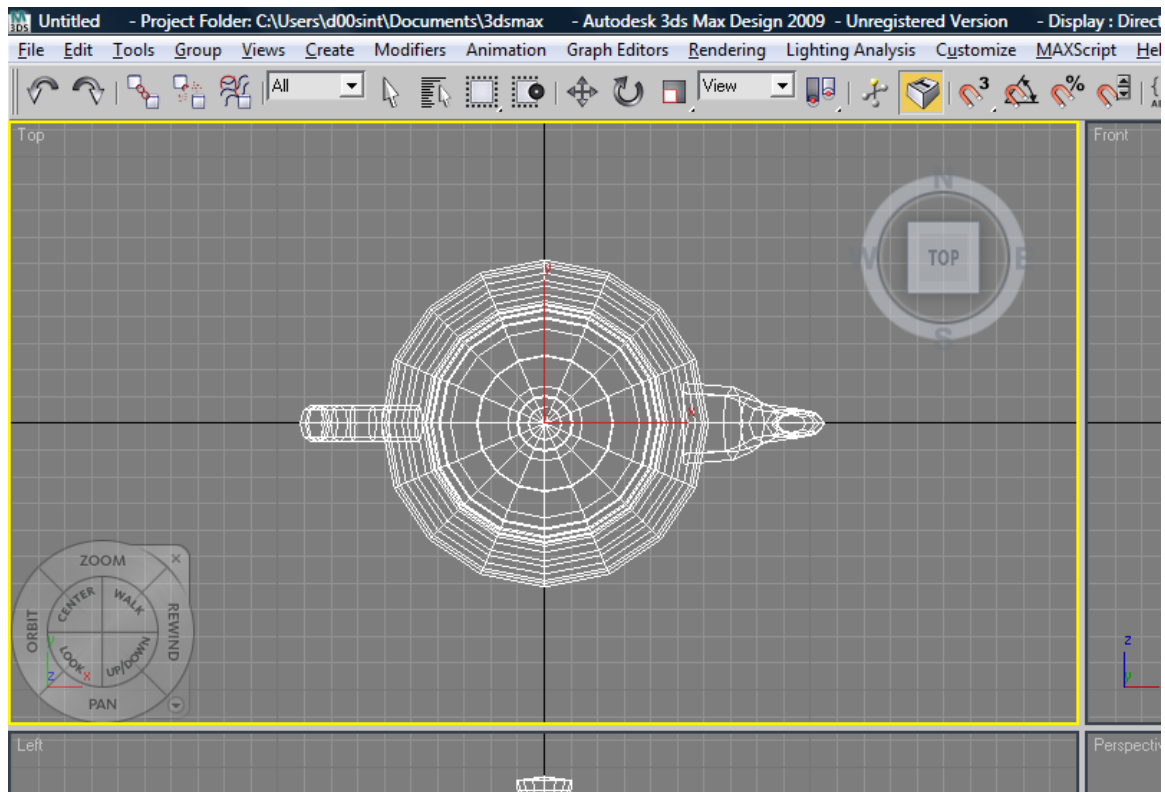 Untitled - Project Folder: C:\Users\d00sint\Documents\3dsmax - Autodesk 3ds Max Design 2009 - Unregistered Version - Display : Direct
File Edit Tools Group Views Create Modifiers Animation Graph Editors Rendering Lighting Analysis Customize MAXScript Hel
All View 3 %
Top Front
N
W TOP E
S
y
x
ZOOM
CENTER WALK
ORBIT REWIND
LOOK UP/DOWN
PAN
y
z x
z
y
Left Perspectiv